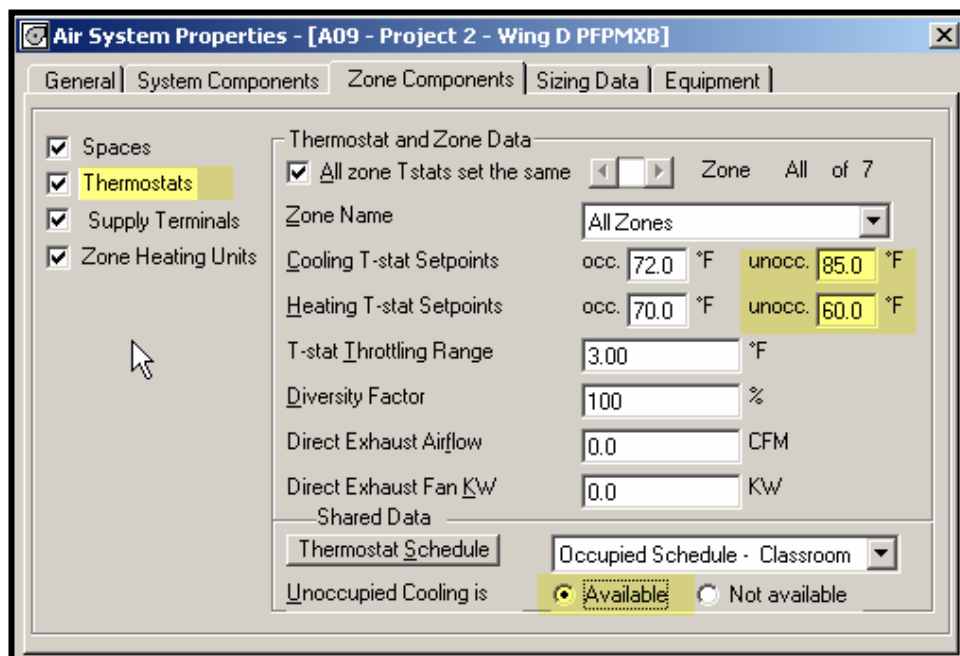 Air System Properties - [A09 - Project 2 - Wing D PFPMXB]
General System Components Zone Components Sizing Data Equipment
Spaces
Thermostats
Supply Terminals
Zone Heating Units
Thermostat and Zone Data
All zone Tstats set the same Zone All of 7
Zone Name All Zones
Cooling T-stat Setpoints occ. 72.0 °F unocc. 85.0 °F
Heating T-stat Setpoints occ. 70.0 °F unocc. 60.0 °F
T-stat Throttling Range 3.00 °F
Diversity Factor 100 %
Direct Exhaust Airflow 0.0 CFM
Direct Exhaust Fan KW 0.0 KW
Shared Data
Thermostat Schedule Occupied Schedule - Classroom
Unoccupied Cooling is Available Not available